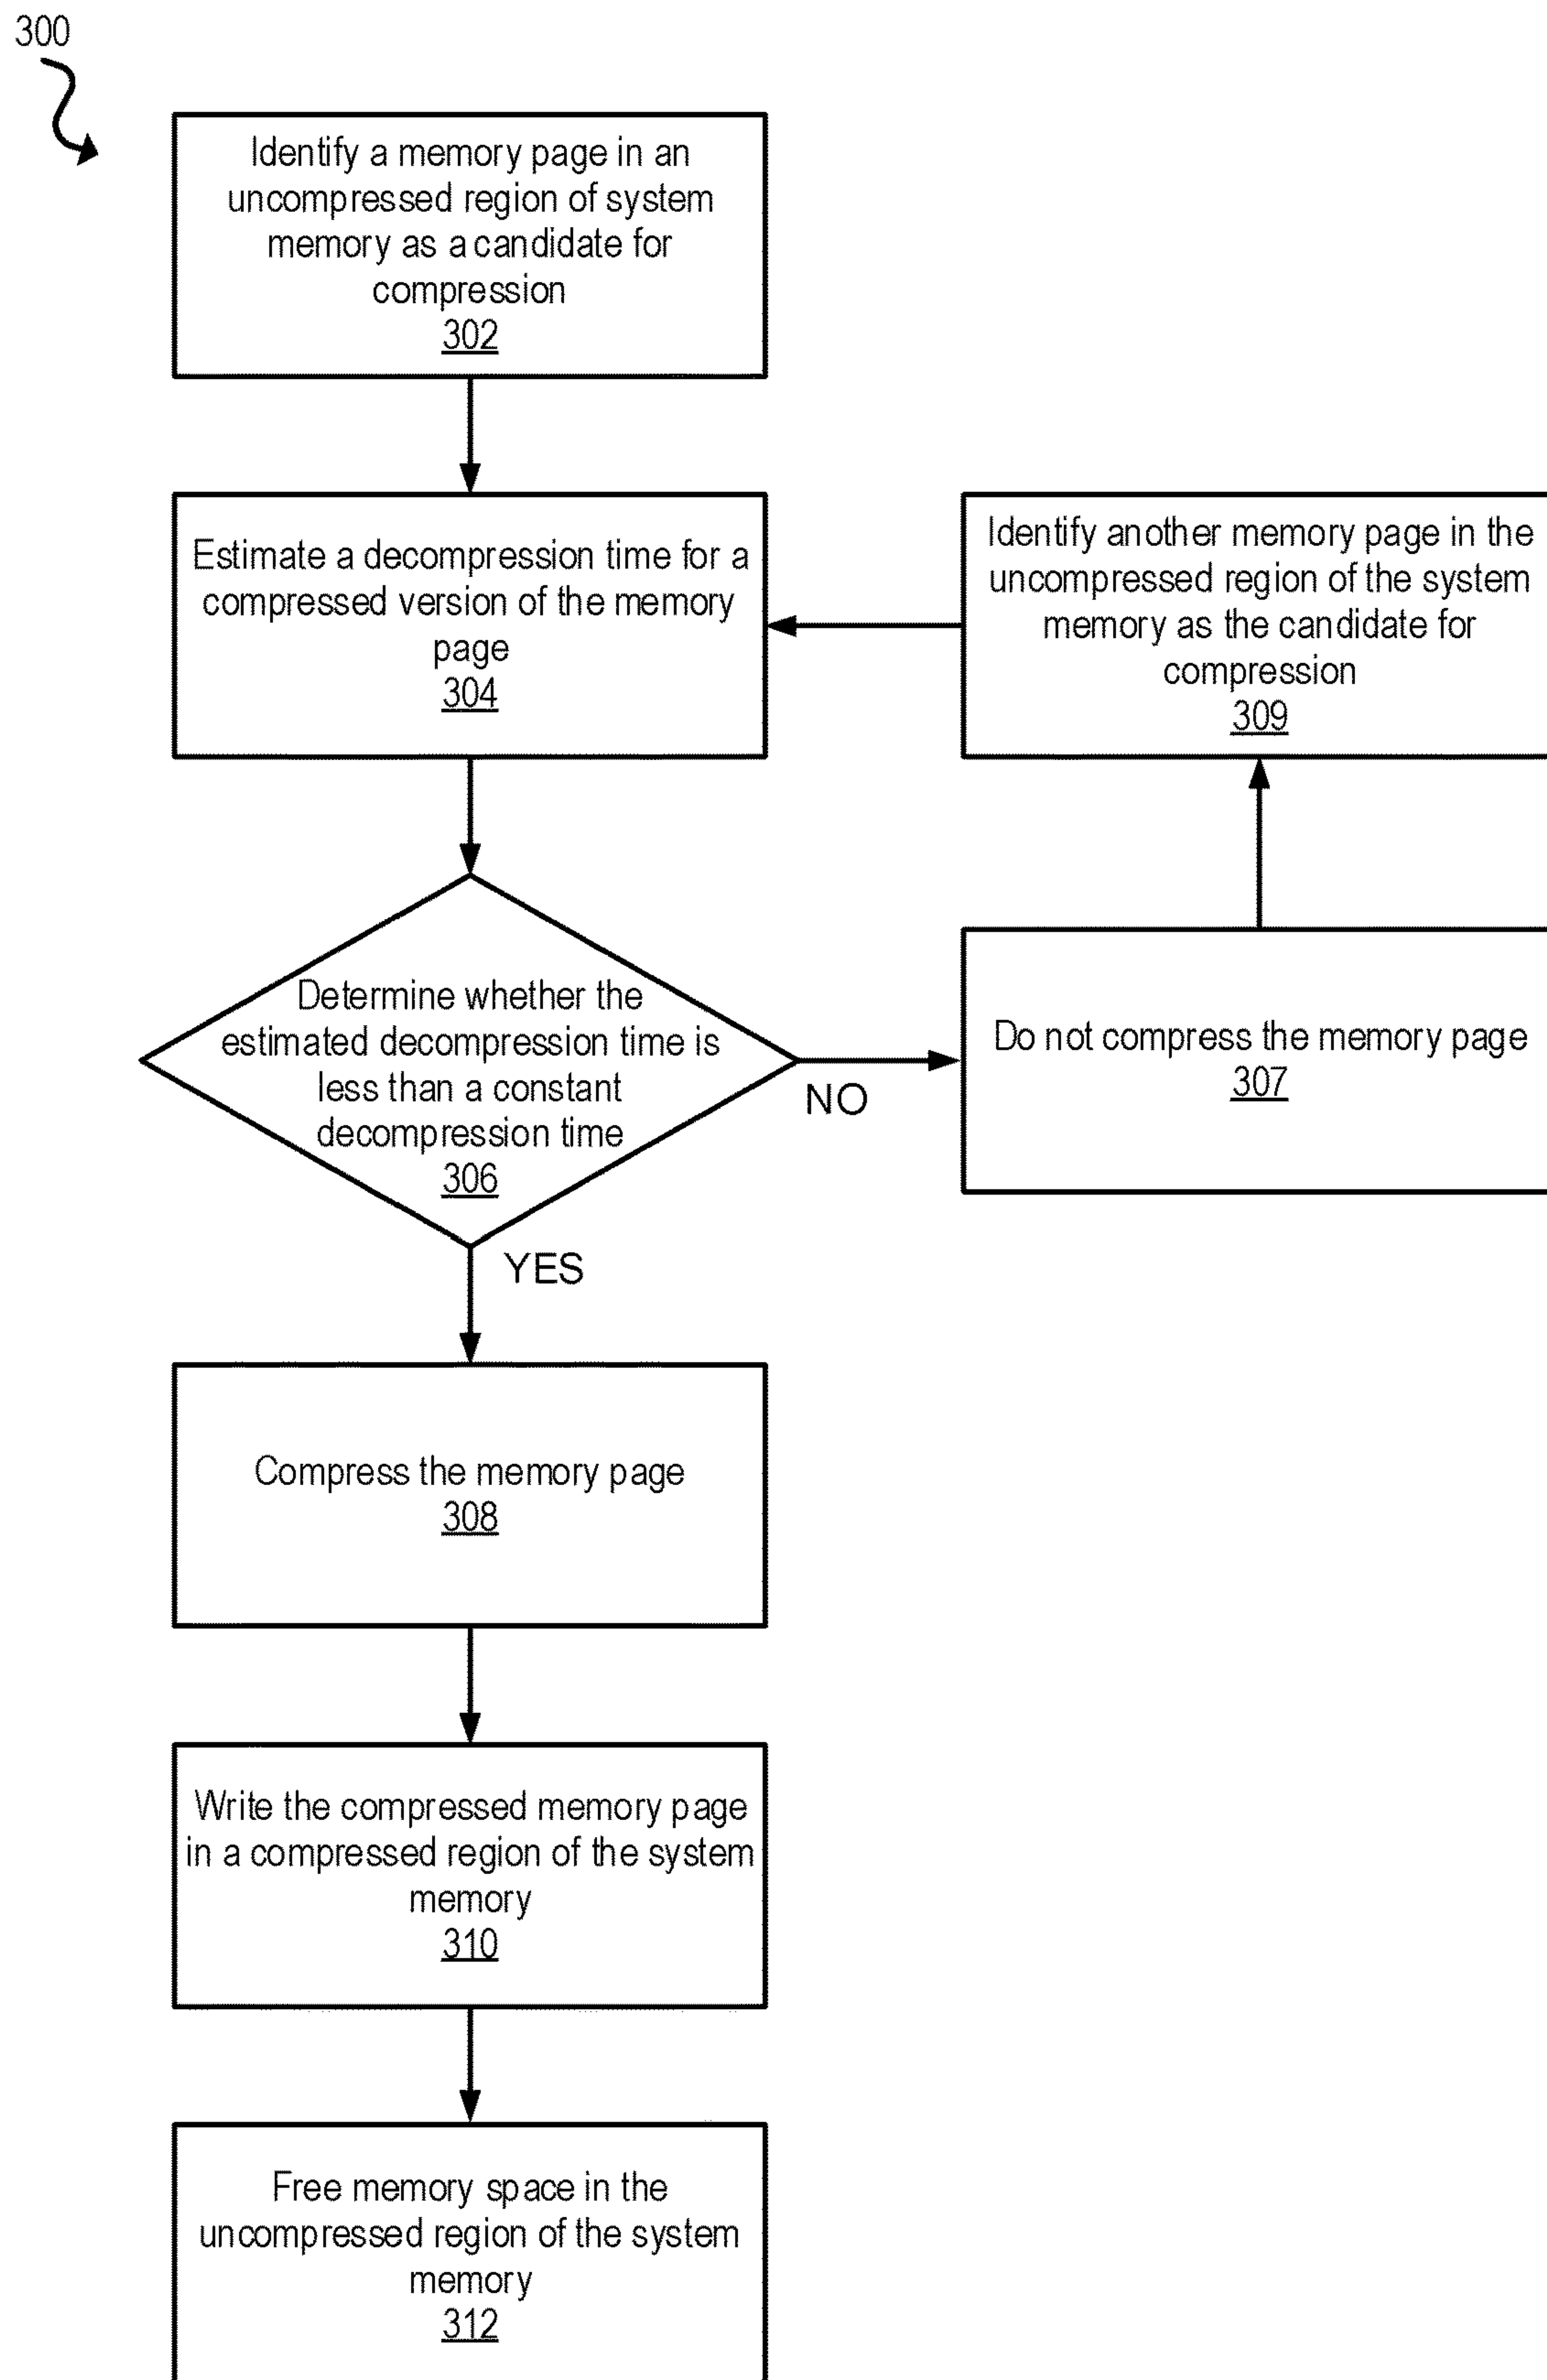 300
Identify a memory page in an
uncompressed region of system
memory as a candidate for
compression
302
Estimate a decompression time for a
compressed version of the memory
page
304
Identify another memory page in the
uncompressed region of the system
memory as the candidate for
compression
309
Determine whether the
estimated decompression time is
less than a constant
decompression time
306
NO
Do not compress the memory page
307
YES
Compress the memory page
308
Write the compressed memory page
in a compressed region of the system
memory
310
Free memory space in the
uncompressed region of the system
memory
312